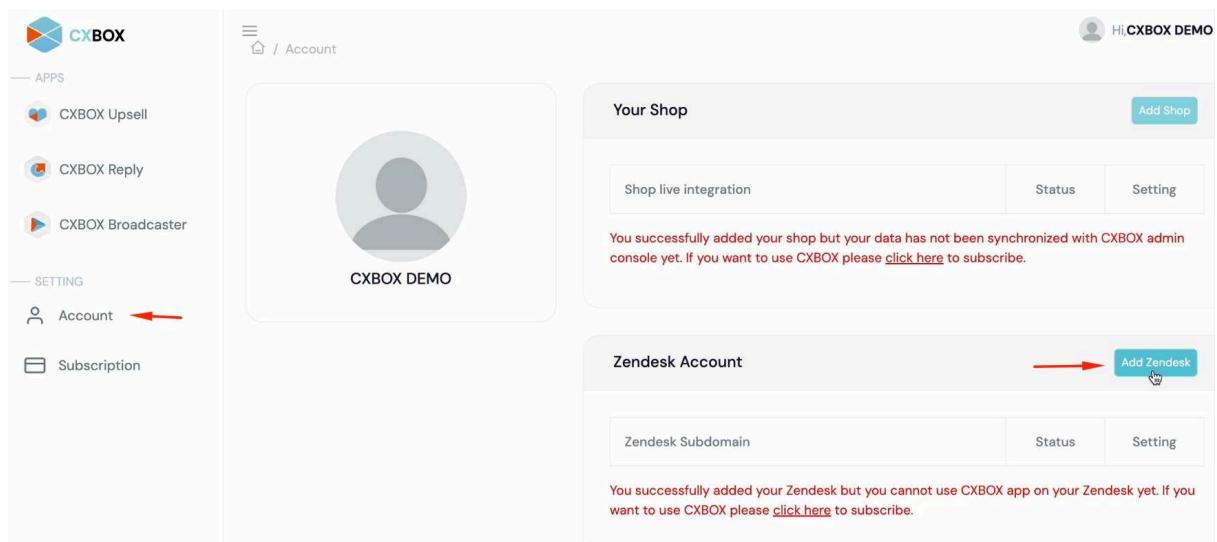 CXBOX
/ Account
Hi,CXBOX DEMO
APPS
CXBOX Upsell
CXBOX Reply
CXBOX Broadcaster
SETTING
Account
Subscription
CXBOX DEMO
Your Shop
Add Shop
Shop live integration
Status
Setting
You successfully added your shop but your data has not been synchronized with CXBOX admin
console yet. If you want to use CXBOX please click here to subscribe.
Zendesk Account
Add Zendesk
Zendesk Subdomain
Status
Setting
You successfully added your Zendesk but you cannot use CXBOX app on your Zendesk yet. If you
want to use CXBOX please click here to subscribe.